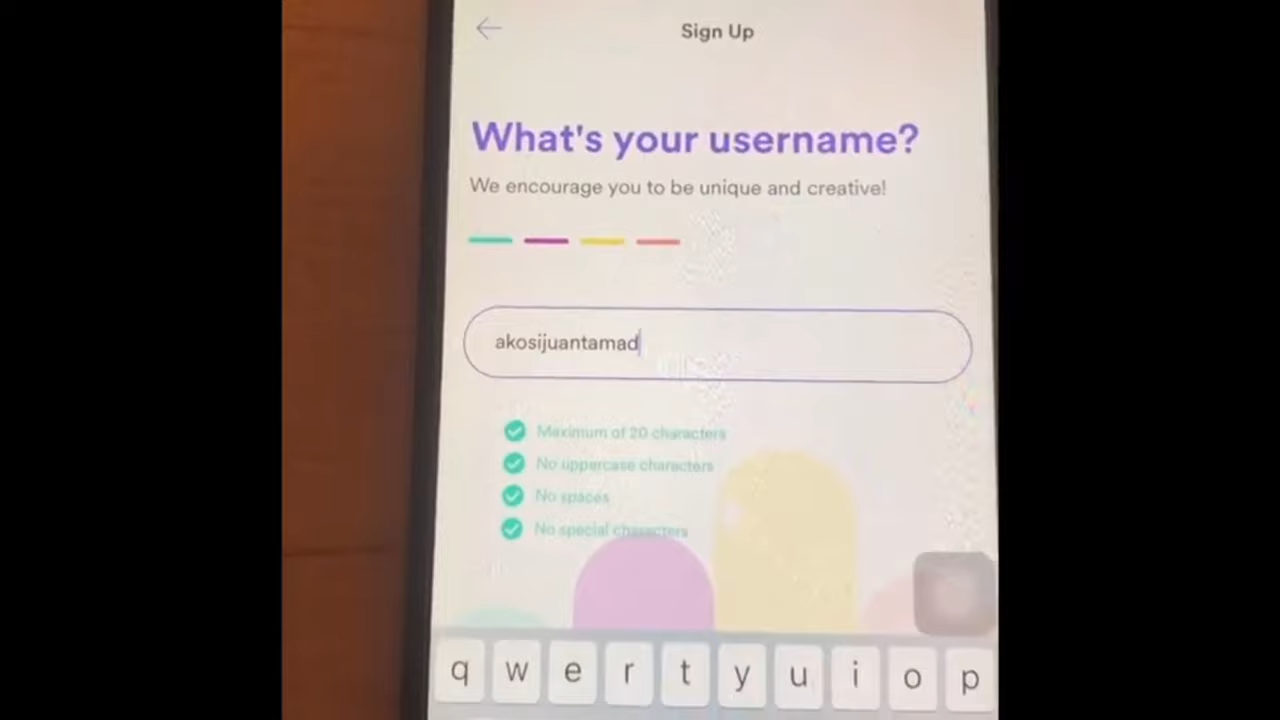 Sign Up
What's your username?
We encourage you to be unique and creative!
akosijuantamad
Maximum of 20 characters
No uppercase characters
No spaces
No special characters
q w e r t y u i o p